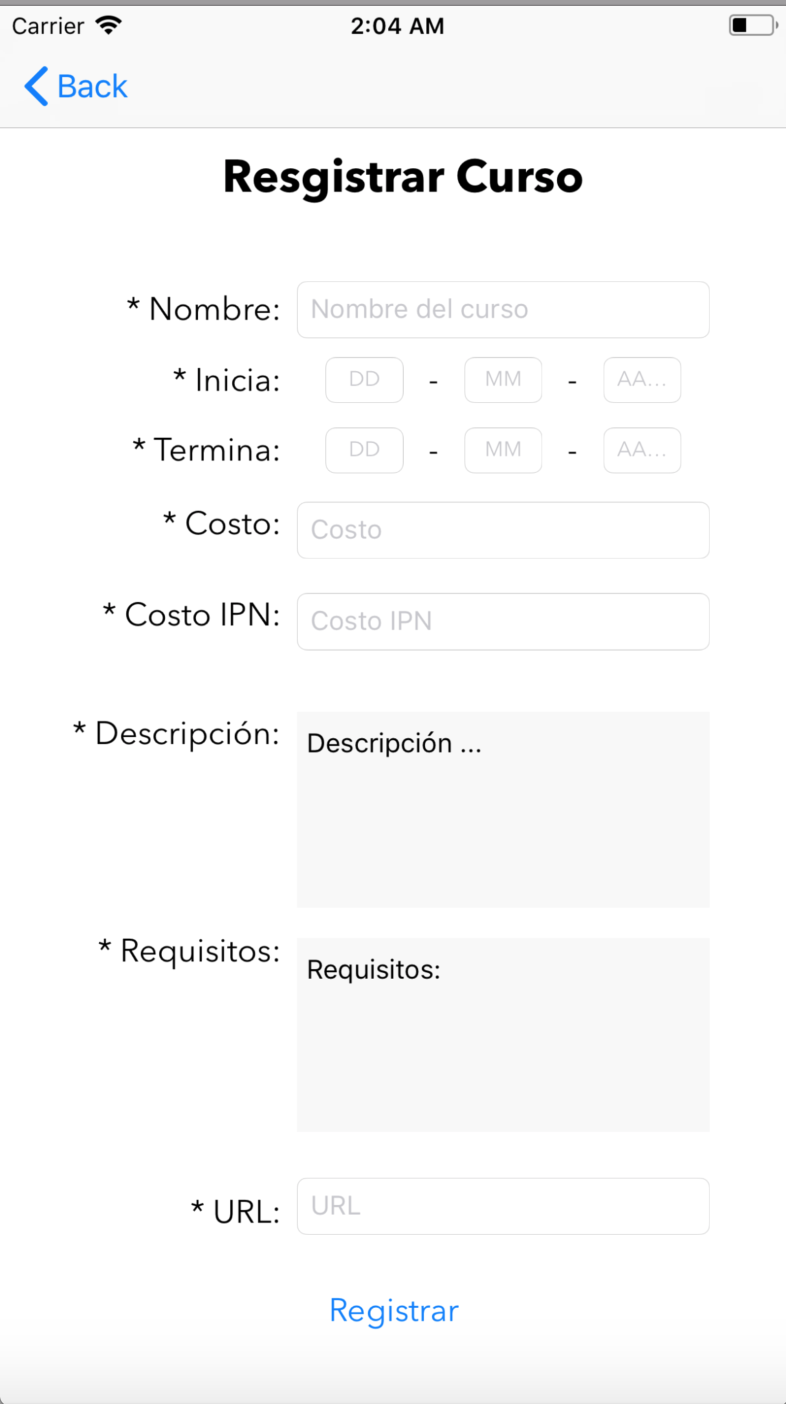 Carrier 2:04 AM
Back
Resgistrar Curso
* Nombre: Nombre del curso
* Inicia: DD - MM - AA...
* Termina: DD - MM - AA...
* Costo: Costo
* Costo IPN: Costo IPN
* Descripción: Descripción ...
* Requisitos: Requisitos:
* URL: URL
Registrar